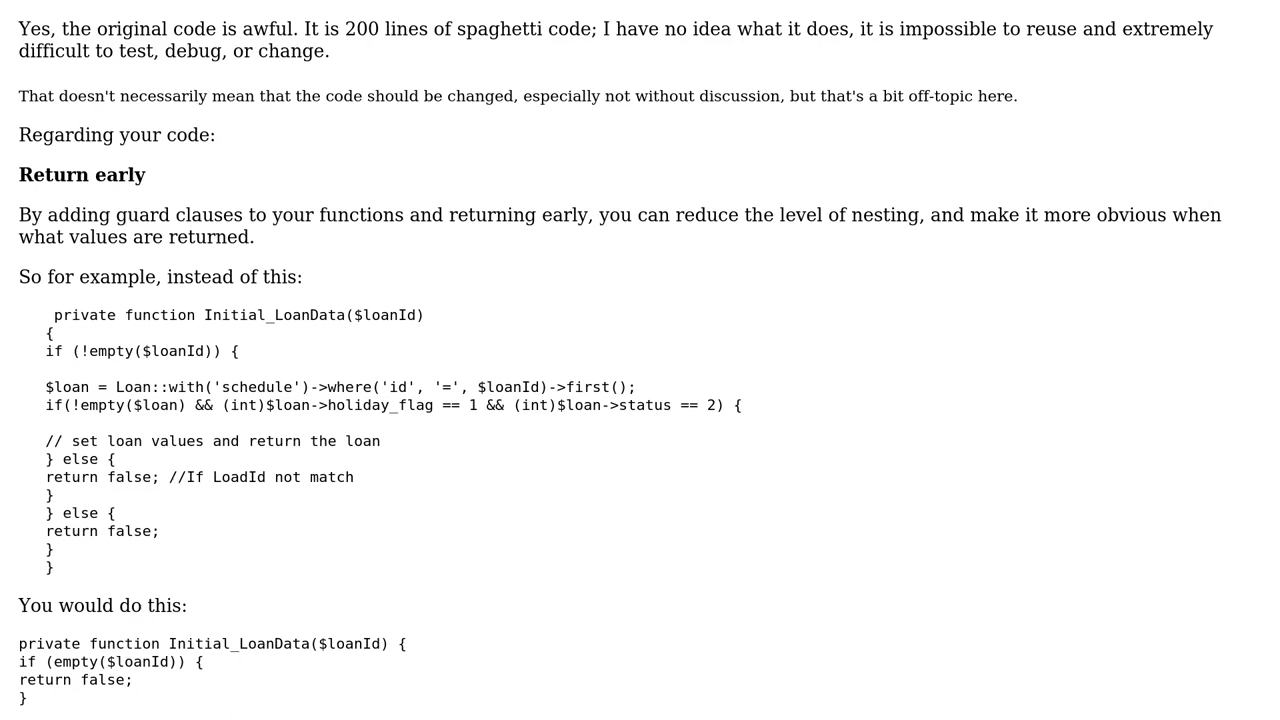 Yes, the original code is awful. It is 200 lines of spaghetti code; I have no idea what it does, it is impossible to reuse and extremely
difficult to test, debug, or change.
That doesn't necessarily mean that the code should be changed, especially not without discussion, but that's a bit off-topic here.
Regarding your code:
Return early
By adding guard clauses to your functions and returning early, you can reduce the level of nesting, and make it more obvious when
what values are returned.
So for example, instead of this:
private function Initial_LoanData($loanId)
{
if (!empty($loanId)) {
$loan = Loan::with('schedule')->where('id', '=', $loanId)->first();
if(!empty($loan) && (int)$loan->holiday_flag == 1 && (int)$loan->status == 2) {
// set loan values and return the loan
} else {
return false; //If LoadId not match
}
} else {
return false;
}
}
You would do this:
private function Initial_LoanData($loanId) {
if (empty($loanId)) {
return false;
}